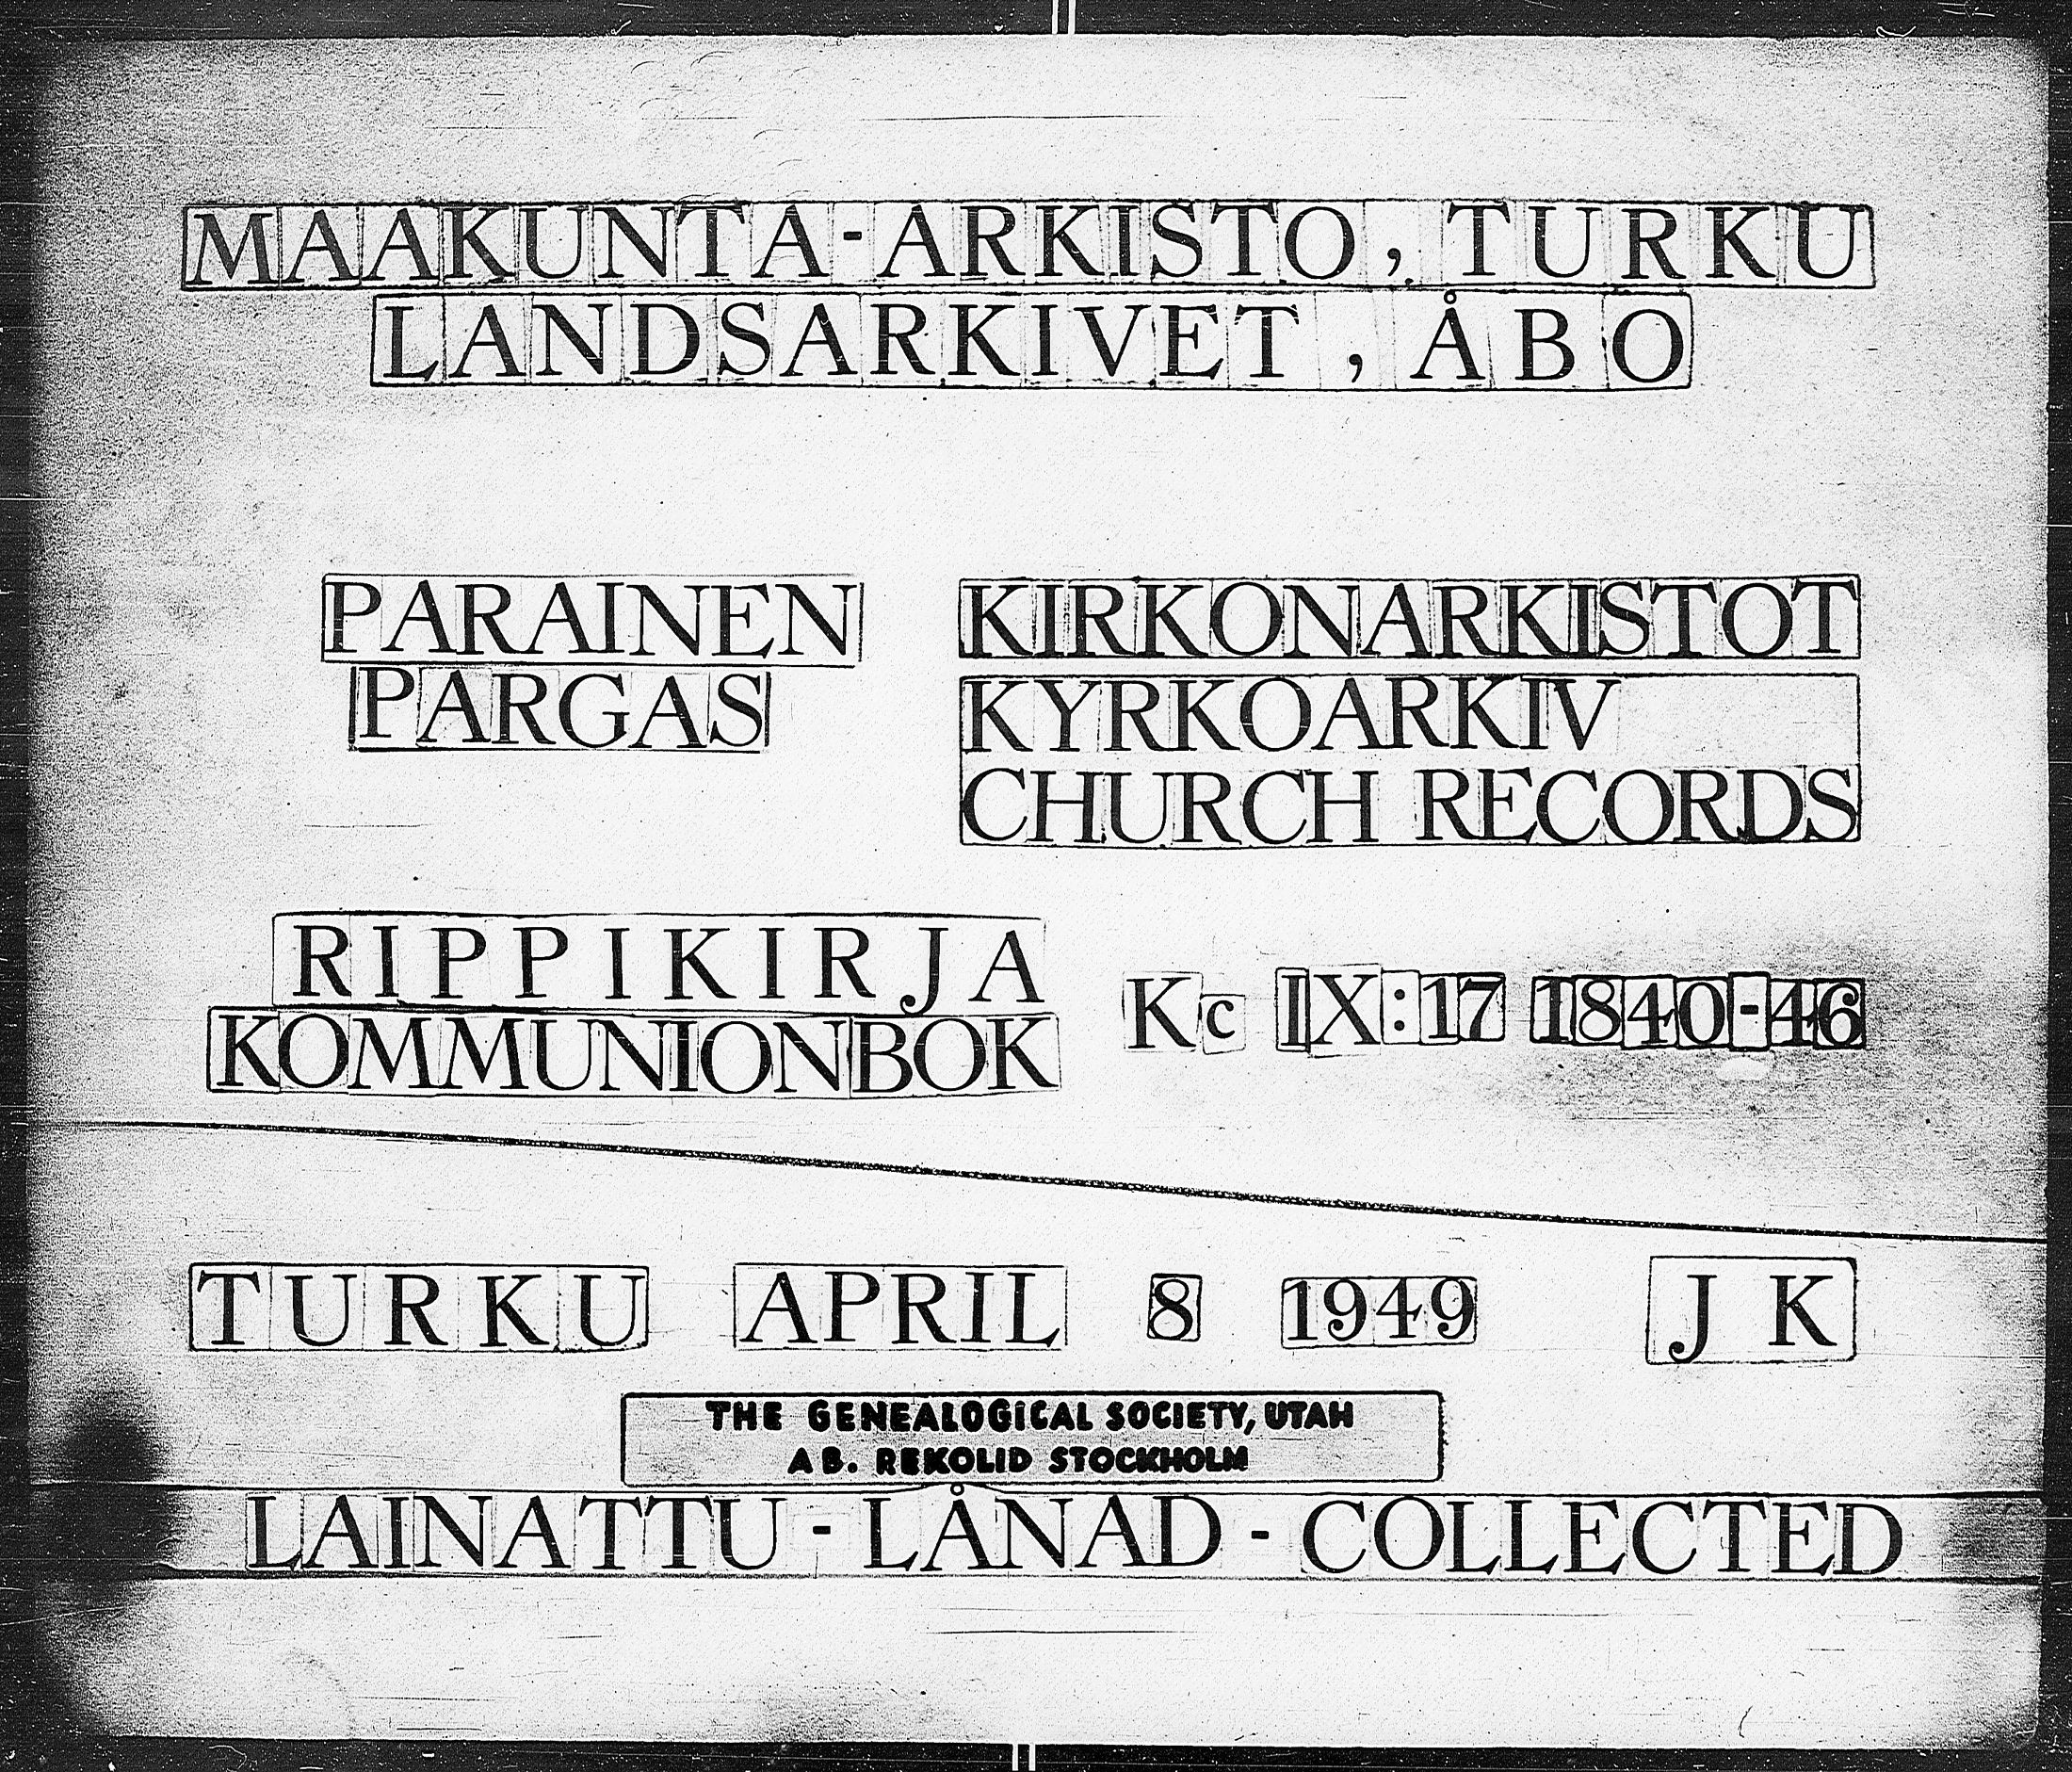 MAAKUNTA-ARKISTO, TURKU
LANDSARKIVET, ÅBO
PARAINEN
PARGAS
KIRKONARKISTOT
KYRKOARKIV
CHURCH RECORDS
RIPPIKIRJA
KOMMUNIONBOK
Kc IX:17 1840-46
TURKU APRIL 8 1949 J K
THE GENEALOGICAL SOCIETY, UTAH
AB. REKOLID STOCKHOLM
LAINATTU - LÅNAD - COLLECTED